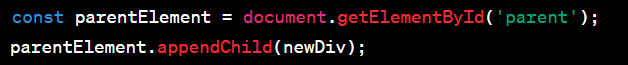 const parentElement = document.getElementById('parent');
parentElement.appendChild(newDiv);